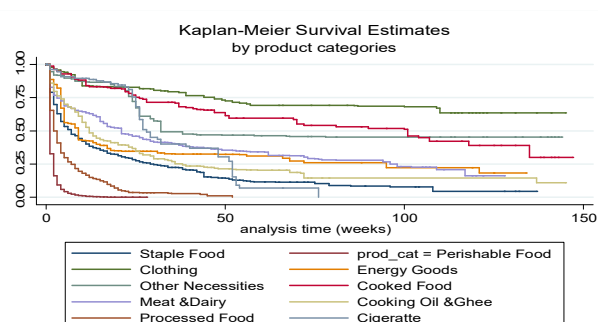 Kaplan-Meier Survival Estimates
by product categories
1.00
0.75
0.50
0.25
0.00
0 50 100 150
analysis time (weeks)
Staple Food prod_cat = Perishable Food
Clothing Energy Goods
Other Necessities Cooked Food
Meat &Dairy Cooking Oil &Ghee
Processed Food Cigeratte